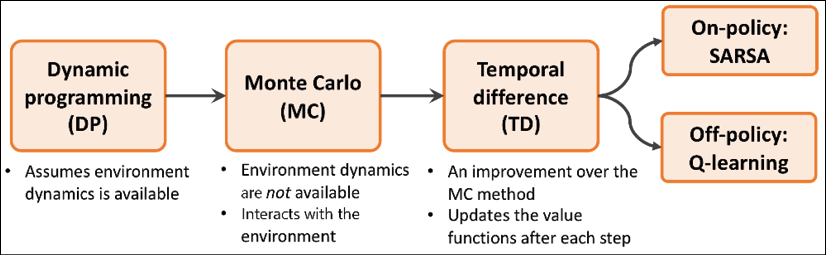 Dynamic
programming
(DP)
• Assumes environment
dynamics is available
Monte Carlo
(MC)
• Environment dynamics
are not available
• Interacts with the
environment
Temporal
difference
(TD)
• An improvement over the
MC method
• Updates the value
functions after each step
On-policy:
SARSA
Off-policy:
Q-learning